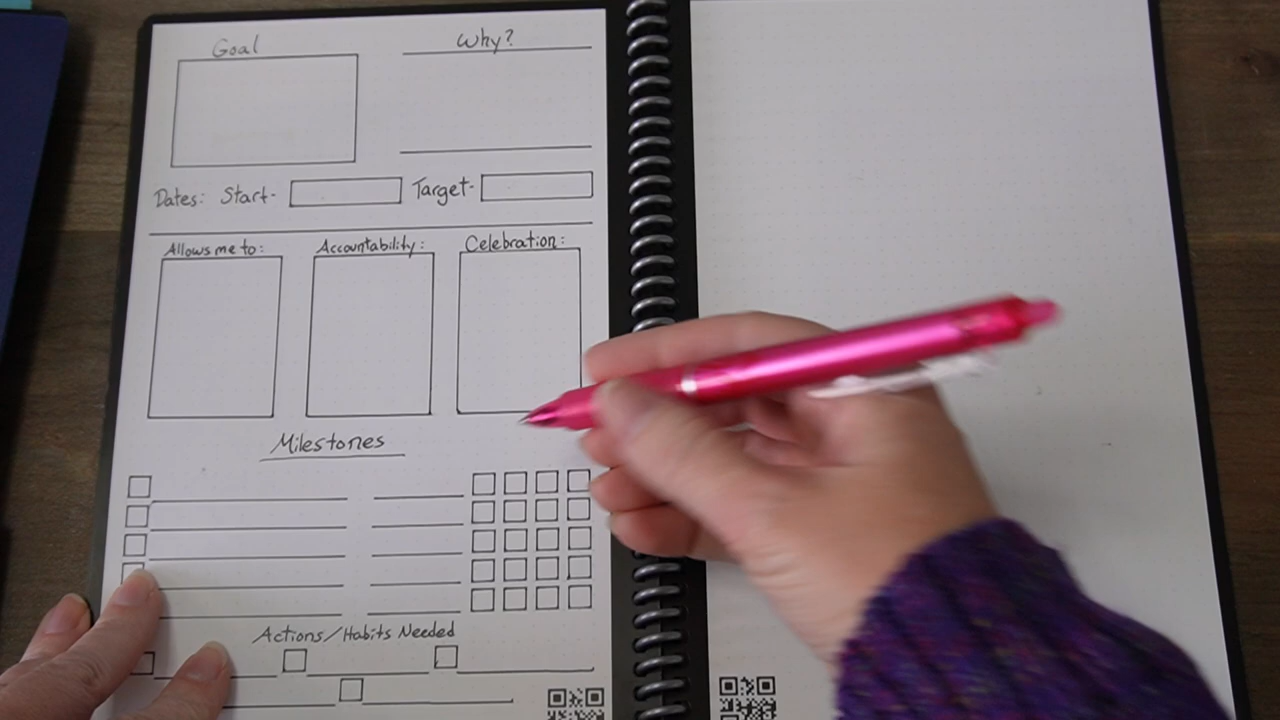 Goal
Why?
Dates: Start-
Target-
Allows me to:
Accountability:
Celebration:
Milestones
Actions/Habits Needed